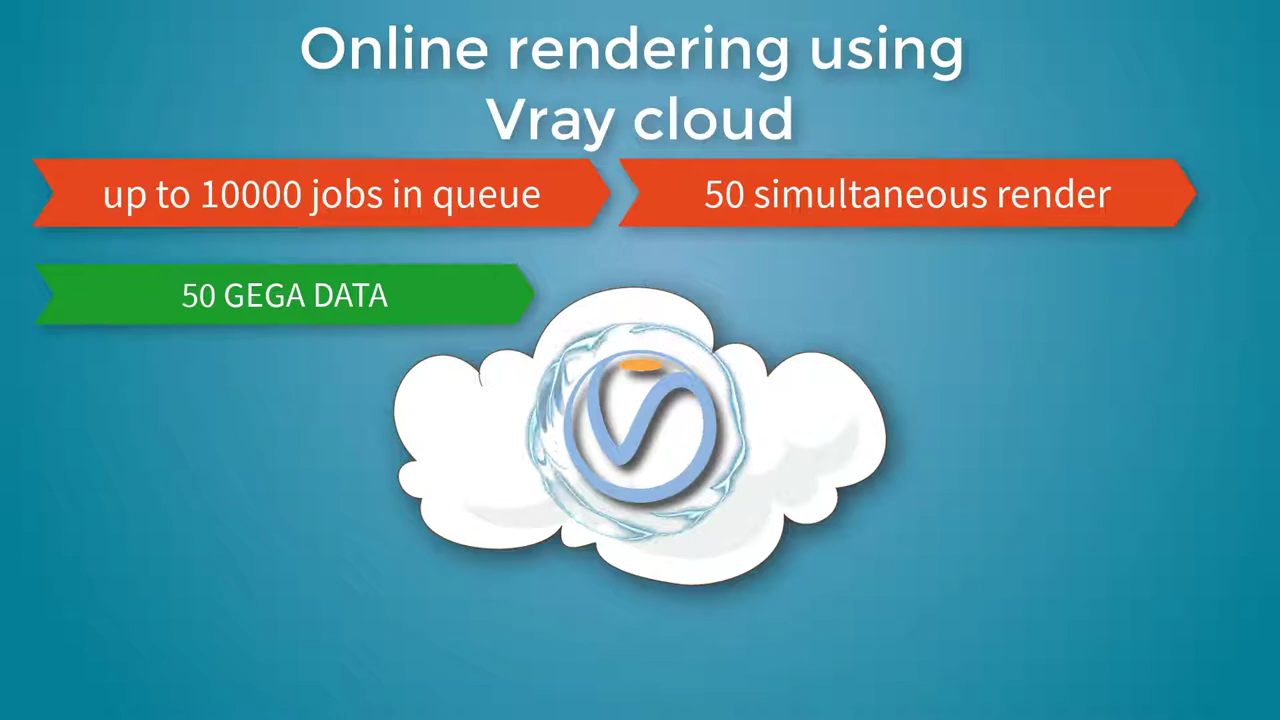 Online rendering using
Vray cloud
up to 10000 jobs in queue
50 simultaneous render
50 GEGA DATA